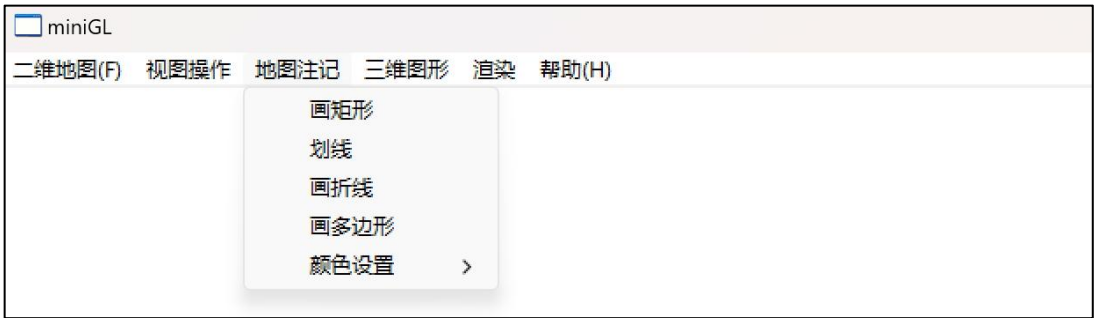 miniGL
二维地图(F) 视图操作 地图注记 三维图形 渲染 帮助(H)
画矩形
划线
画折线
画多边形
颜色设置 >